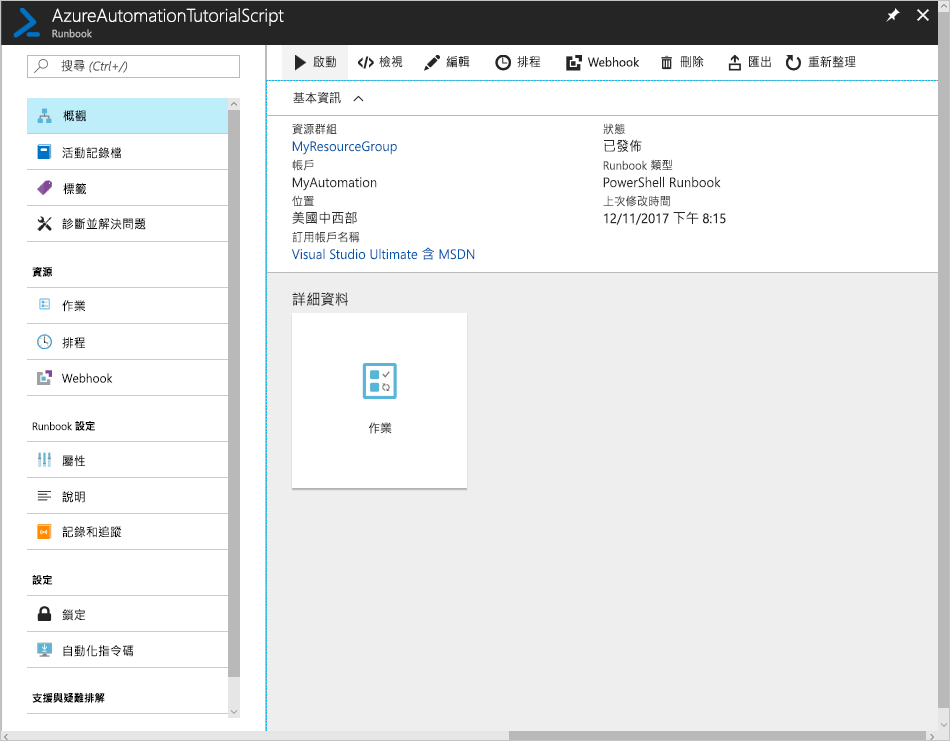 AzureAutomationTutorialScript
Runbook
搜尋 (Ctrl+/)
概觀
活動記錄檔
標籤
診斷並解決問題
資源
作業
排程
Webhook
Runbook 設定
屬性
說明
記錄和追蹤
設定
鎖定
自動化指令碼
支援與疑難排解
啟動 檢視 編輯 排程 Webhook 刪除 匯出 重新整理
基本資訊
資源群組
MyResourceGroup
帳戶
MyAutomation
位置
美國中西部
訂用帳戶名稱
Visual Studio Ultimate 含 MSDN
狀態
已發佈
Runbook 類型
PowerShell Runbook
上次修改時間
12/11/2017 下午 8:15
詳細資料
作業